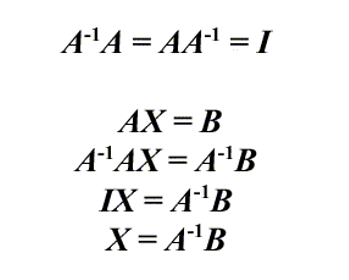 A⁻¹A = AA⁻¹ = I
AX = B
A⁻¹AX = A⁻¹B
IX = A⁻¹B
X = A⁻¹B